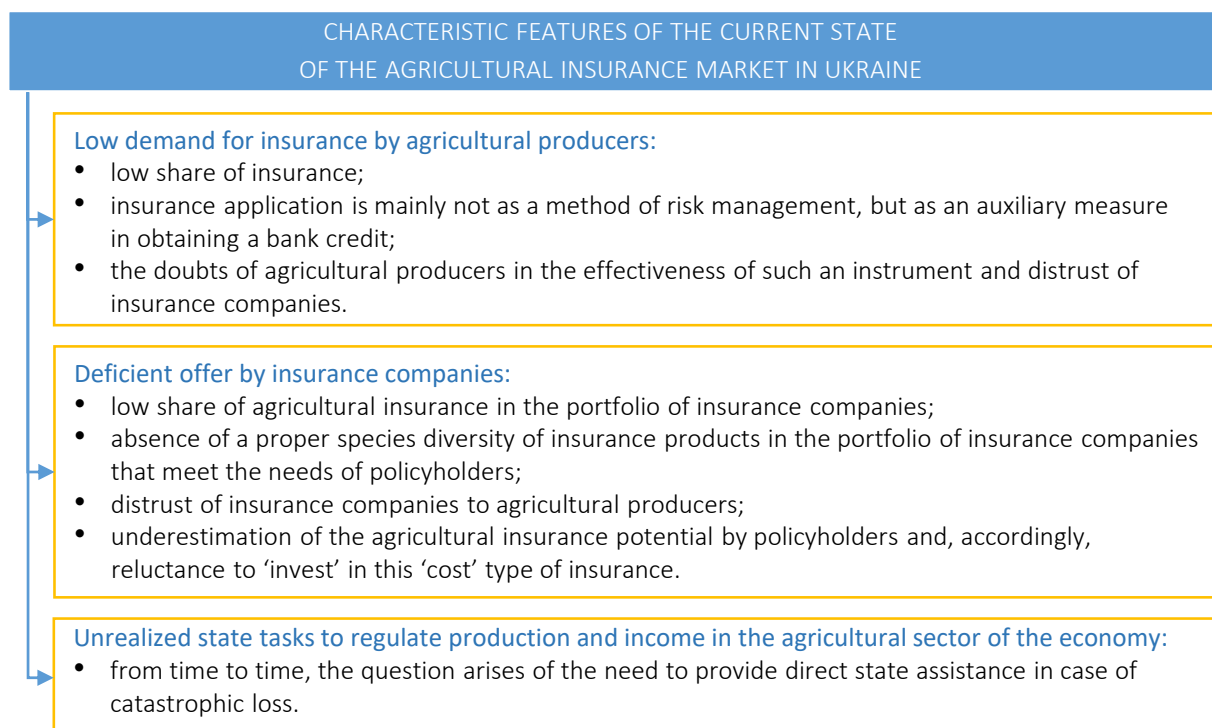 CHARACTERISTIC FEATURES OF THE CURRENT STATE
OF THE AGRICULTURAL INSURANCE MARKET IN UKRAINE
Low demand for insurance by agricultural producers:
• low share of insurance;
• insurance application is mainly not as a method of risk management, but as an auxiliary measure
in obtaining a bank credit;
• the doubts of agricultural producers in the effectiveness of such an instrument and distrust of
insurance companies.
Deficient offer by insurance companies:
• low share of agricultural insurance in the portfolio of insurance companies;
• absence of a proper species diversity of insurance products in the portfolio of insurance companies
that meet the needs of policyholders;
• distrust of insurance companies to agricultural producers;
• underestimation of the agricultural insurance potential by policyholders and, accordingly,
reluctance to ‘invest’ in this ‘cost’ type of insurance.
Unrealized state tasks to regulate production and income in the agricultural sector of the economy:
• from time to time, the question arises of the need to provide direct state assistance in case of
catastrophic loss.